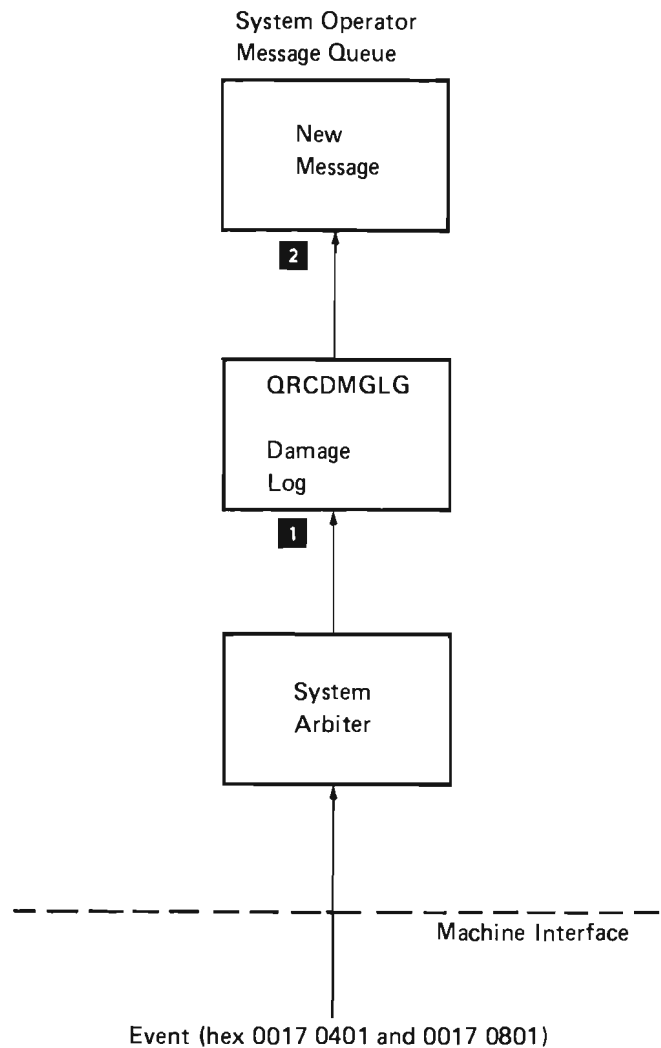 System Operator
Message Queue
New
Message
2
QRCDMGLG
Damage
Log
1
System
Arbiter
Machine Interface
Event (hex 0017 0401 and 0017 0801)